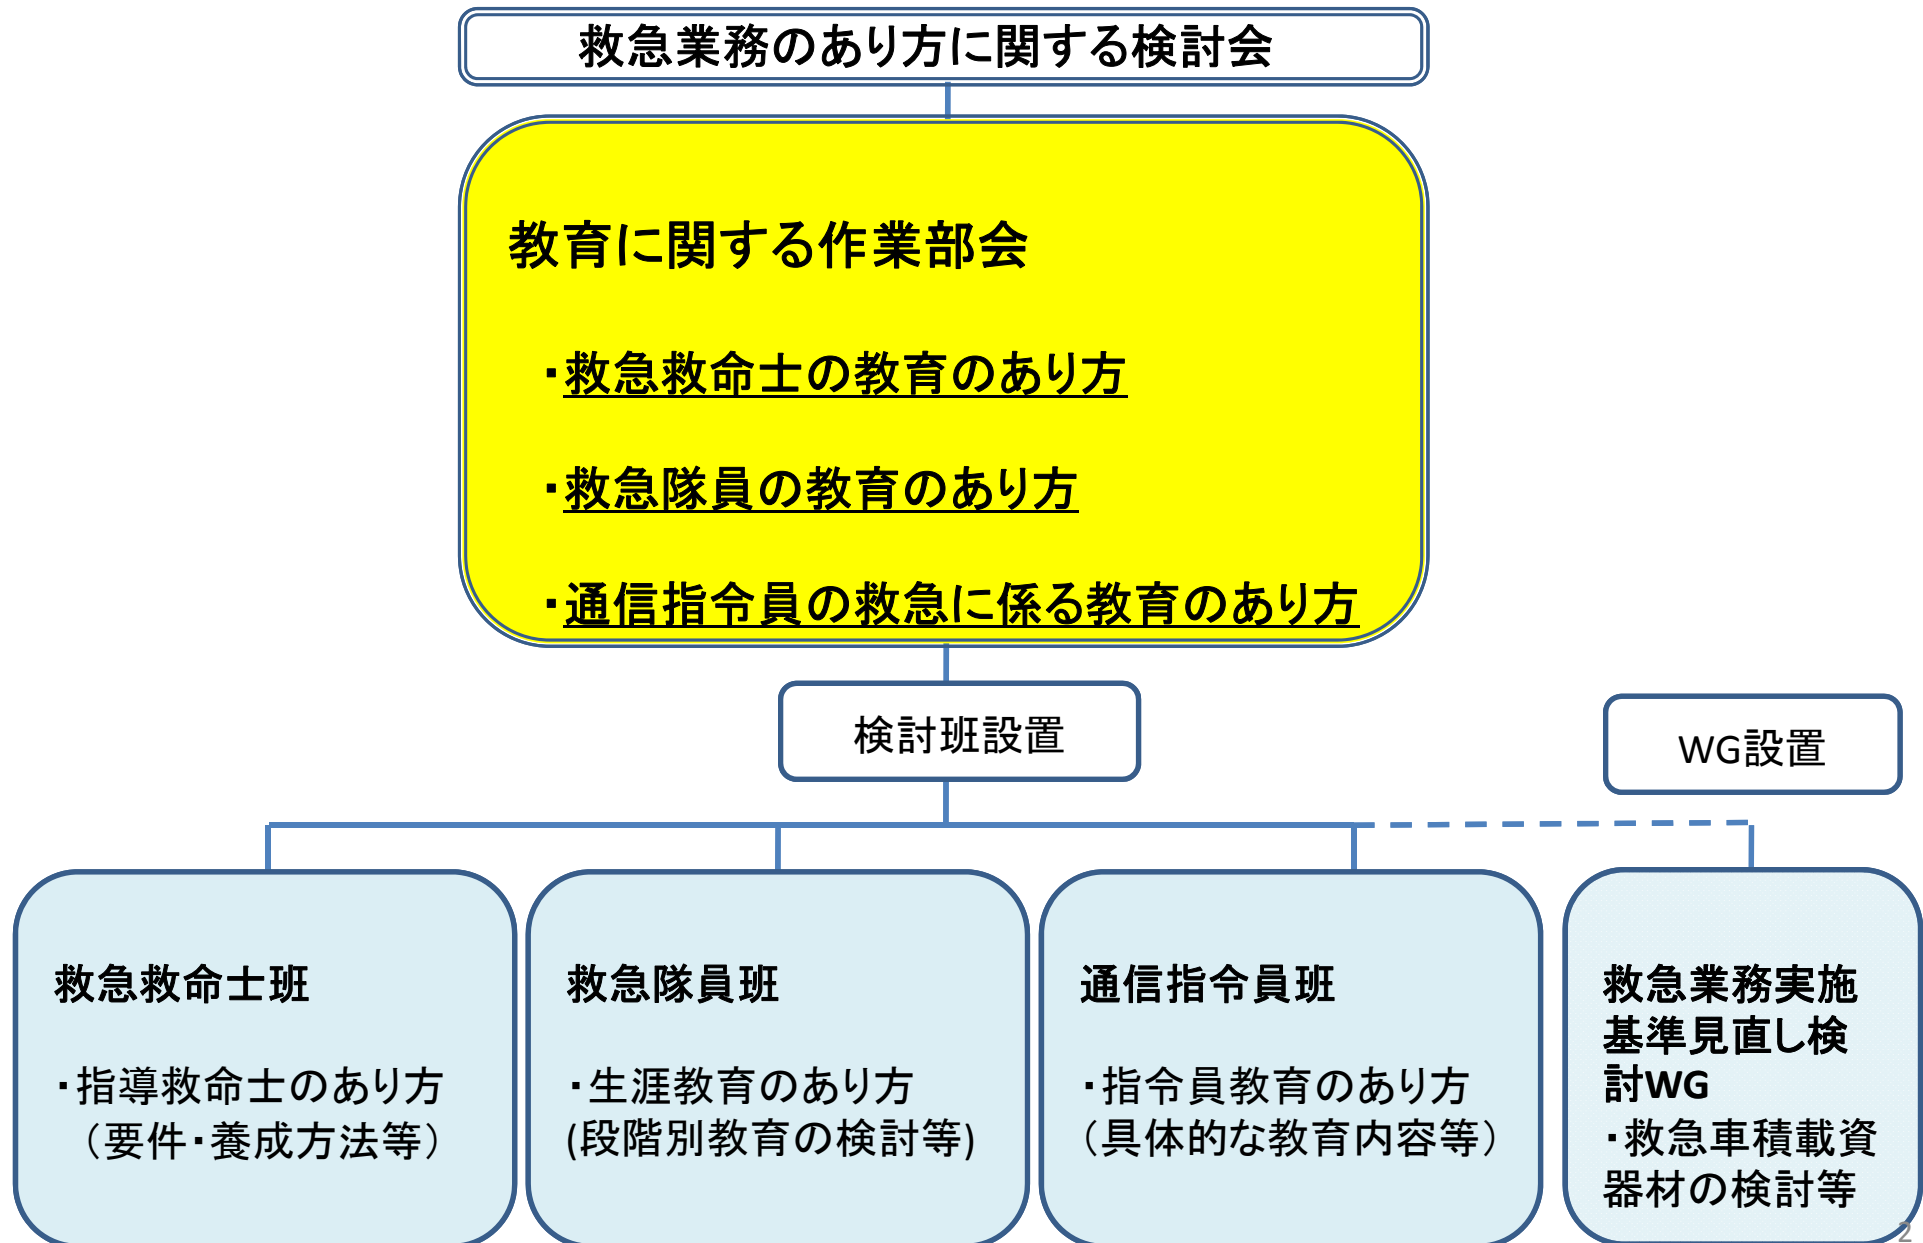 救急業務のあり方に関する検討会
教育に関する作業部会
・救急救命士の教育のあり方
・救急隊員の教育のあり方
・通信指令員の救急に係る教育のあり方
検討班設置
WG設置
救急救命士班
・指導救命士のあり方
（要件・養成方法等）
救急隊員班
・生涯教育のあり方
(段階別教育の検討等)
通信指令員班
・指令員教育のあり方
（具体的な教育内容等）
救急業務実施
基準見直し検
討WG
・救急車積載資
器材の検討等
2